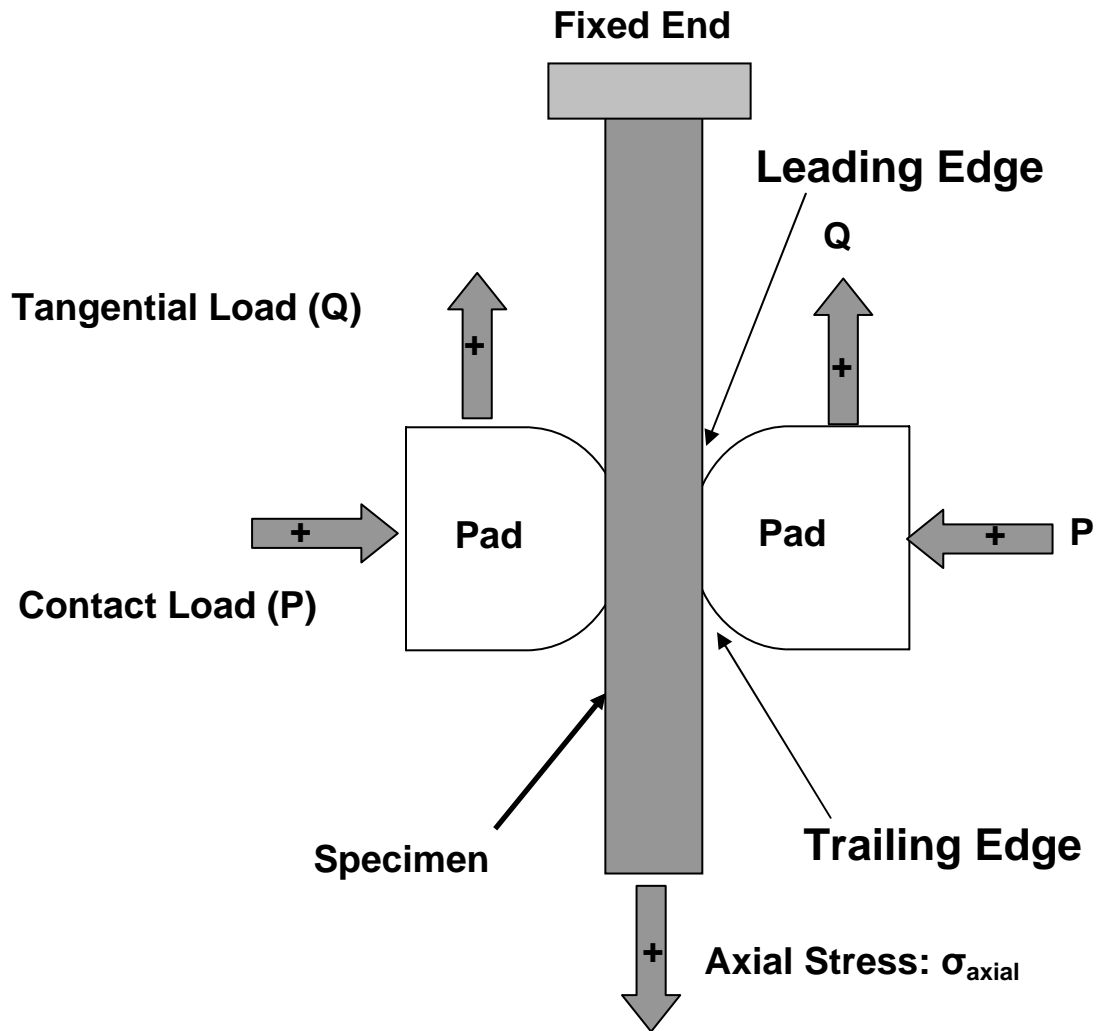 Fixed End
Leading Edge
Q
Tangential Load (Q)
+
+
Pad
Pad
+
+
P
Contact Load (P)
Specimen
Trailing Edge
+
Axial Stress: σaxial